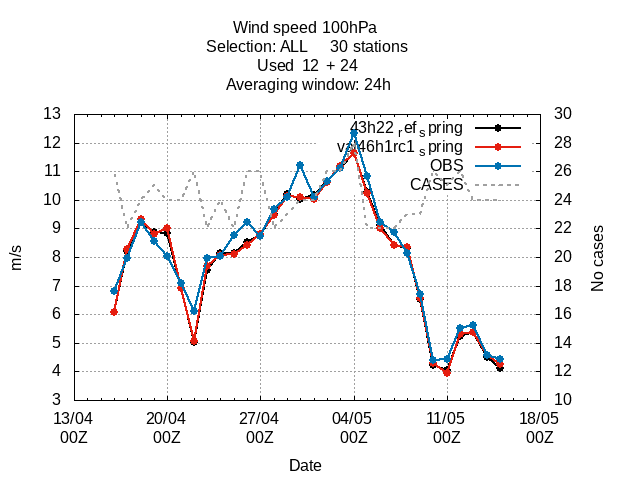 Wind speed 100hPa
Selection: ALL 30 stations
Used 12 + 24
Averaging window: 24h
13 30
43h22 ref spring
12 28
46h1rc1 spring
11 26
OBS
CASES
10 24
9 22
8 20
7 18
6 16
5 14
4 12
3 10
m/s
No cases
13/04 20/04 27/04 04/05 11/05 18/05
00Z 00Z 00Z 00Z 00Z 00Z
Date